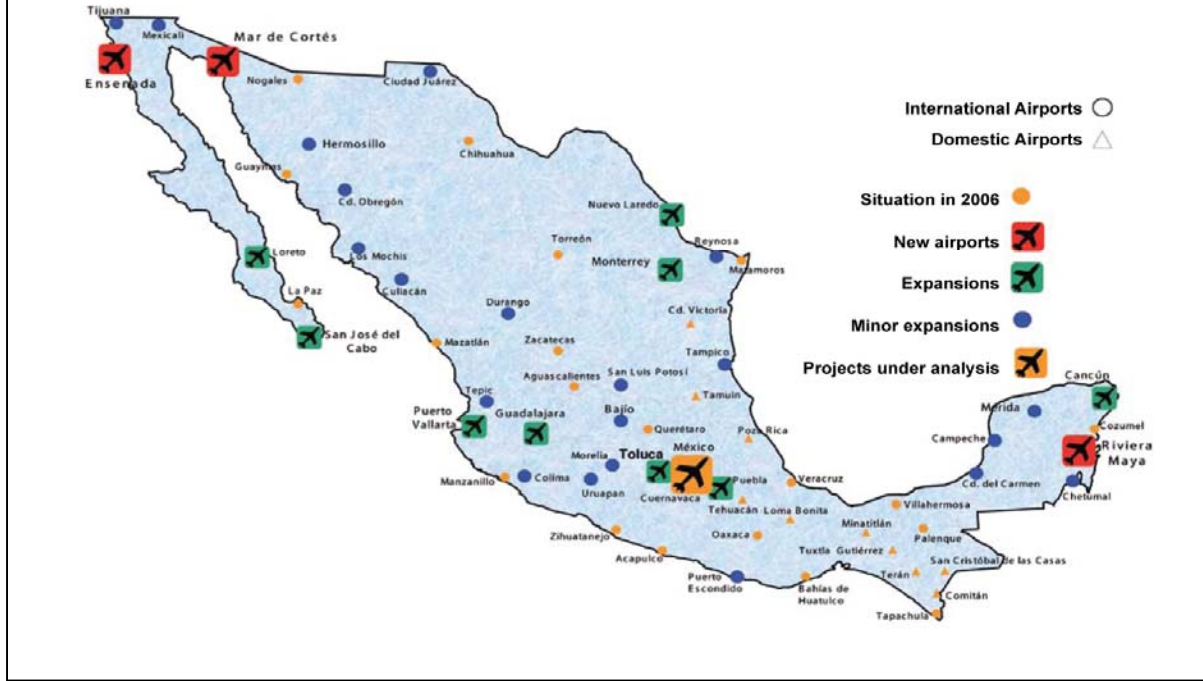 Tijuana
Mexicali
Mar de Cortés
Ensenada
Nogales
Ciudad Juárez
International Airports
Domestic Airports
Hermosillo
Chihuahua
Guaymas
Cd. Obregón
Nuevo Laredo
Situation in 2006
New airports
Expansions
Minor expansions
Projects under analysis
Loreto
Los Mochis
Torreón
Monterrey
Reynosa
Matamoros
La Paz
Culiacán
Durango
Cd. Victoria
San José del
Cabo
Mazatlán
Zacatecas
Tampico
Aguascalientes
San Luis Potosí
Tamuin
Cancún
Tepic
Mérida
Puerto
Vallarta
Guadalajara
Bajío
Querétaro
Poza Rica
Cozumel
Campeche
Riviera
Maya
Morelia
Toluca
México
Manzanillo
Colima
Uruapan
Cuernavaca
Puebla
Veracruz
Cd. del Carmen
Chetumal
Tehuacán
Loma Bonita
Villahermosa
Zihuatanejo
Oaxaca
Minatitlán
Palenque
Acapulco
Tuxtla Gutiérrez
San Cristóbal de las Casas
Puerto
Escondido
Bahías de
Huatulco
Terán
Comitán
Tapachula